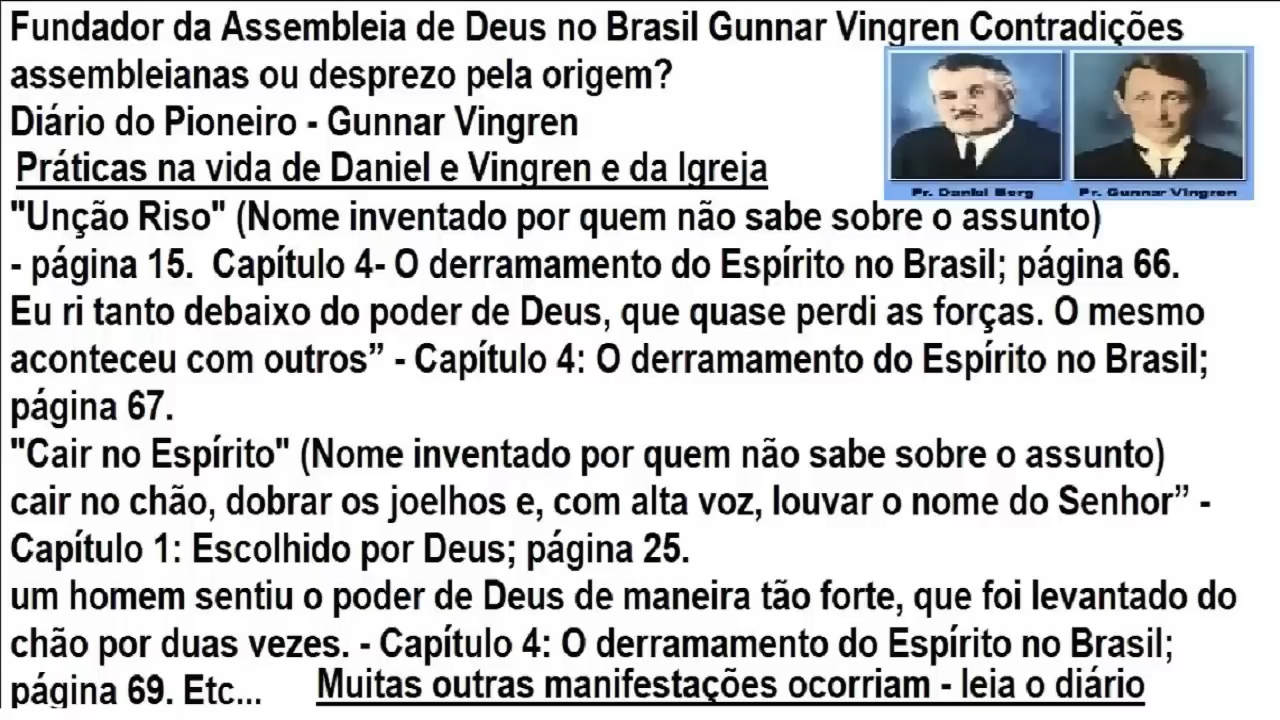 Fundador da Assembleia de Deus no Brasil Gunnar Vingren Contradições
assembleianas ou desprezo pela origem?
Diário do Pioneiro - Gunnar Vingren
Práticas na vida de Daniel e Vingren e da Igreja
Pr. Daniel Berg
Pr. Gunnar Vingren
"Unção Riso" (Nome inventado por quem não sabe sobre o assunto)
- página 15. Capítulo 4- O derramamento do Espírito no Brasil; página 66.
Eu ri tanto debaixo do poder de Deus, que quase perdi as forças. O mesmo
aconteceu com outros” - Capítulo 4: O derramamento do Espírito no Brasil;
página 67.
"Cair no Espírito" (Nome inventado por quem não sabe sobre o assunto)
cair no chão, dobrar os joelhos e, com alta voz, louvar o nome do Senhor” -
Capítulo 1: Escolhido por Deus; página 25.
um homem sentiu o poder de Deus de maneira tão forte, que foi levantado do
chão por duas vezes. - Capítulo 4: O derramamento do Espírito no Brasil;
página 69. Etc... Muitas outras manifestações ocorriam - leia o diário